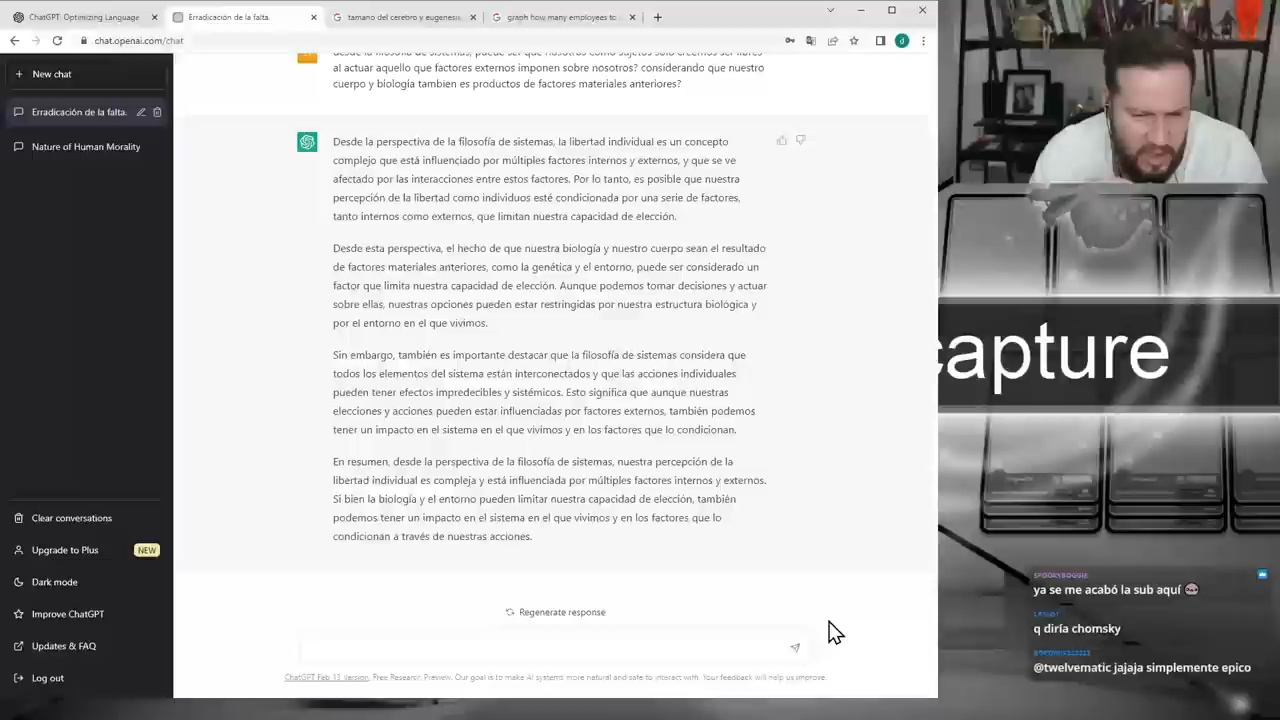 ChatGPT: Optimizing Language
Erradicación de la falta.
tamano del cerebro y eugenesis
graph how many employees to
chat.openai.com/chat
New chat
Erradicación de la falta.
Nature of Human Morality
desde la filosofia de sistemas, puede ser que nosotros como sujetos solo creemos ser libres
al actuar aquello que factores externos imponen sobre nosotros? considerando que nuestro
cuerpo y biología tambien es productos de factores materiales anteriores?
Desde la perspectiva de la filosofía de sistemas, la libertad individual es un concepto
complejo que está influenciado por múltiples factores internos y externos, y que se ve
afectado por las interacciones entre estos factores. Por lo tanto, es posible que nuestra
percepción de la libertad como individuos esté condicionada por una serie de factores,
tanto internos como externos, que limitan nuestra capacidad de elección.
Desde esta perspectiva, el hecho de que nuestra biología y nuestro cuerpo sean el resultado
de factores materiales anteriores, como la genética y el entorno, puede ser considerado un
factor que limita nuestra capacidad de elección. Aunque podemos tomar decisiones y actuar
sobre ellas, nuestras opciones pueden estar restringidas por nuestra estructura biológica y
por el entorno en el que vivimos.
Sin embargo, también es importante destacar que la filosofía de sistemas considera que
todos los elementos del sistema están interconectados y que las acciones individuales
pueden tener efectos impredecibles y sistémicos. Esto significa que aunque nuestras
elecciones y acciones pueden estar influenciadas por factores externos, también podemos
tener un impacto en el sistema en el que vivimos y en los factores que lo condicionan.
En resumen, desde la perspectiva de la filosofía de sistemas, nuestra percepción de la
libertad individual es compleja y está influenciada por múltiples factores internos y externos.
Si bien la biología y el entorno pueden limitar nuestra capacidad de elección, también
podemos tener un impacto en el sistema en el que vivimos y en los factores que lo
condicionan a través de nuestras acciones.
Regenerate response
ChatGPT Feb 13 Version. Free Research Preview. Our goal is to make AI systems more natural and safe to interact with. Your feedback will help us improve.
Clear conversations
Upgrade to Plus NEW
Dark mode
Improve ChatGPT
Updates & FAQ
Log out
capture
SPOOKYBOGGIE
ya se me acabó la sub aquí
q diría chomsky
@twelvematic jajaja simplemente epico